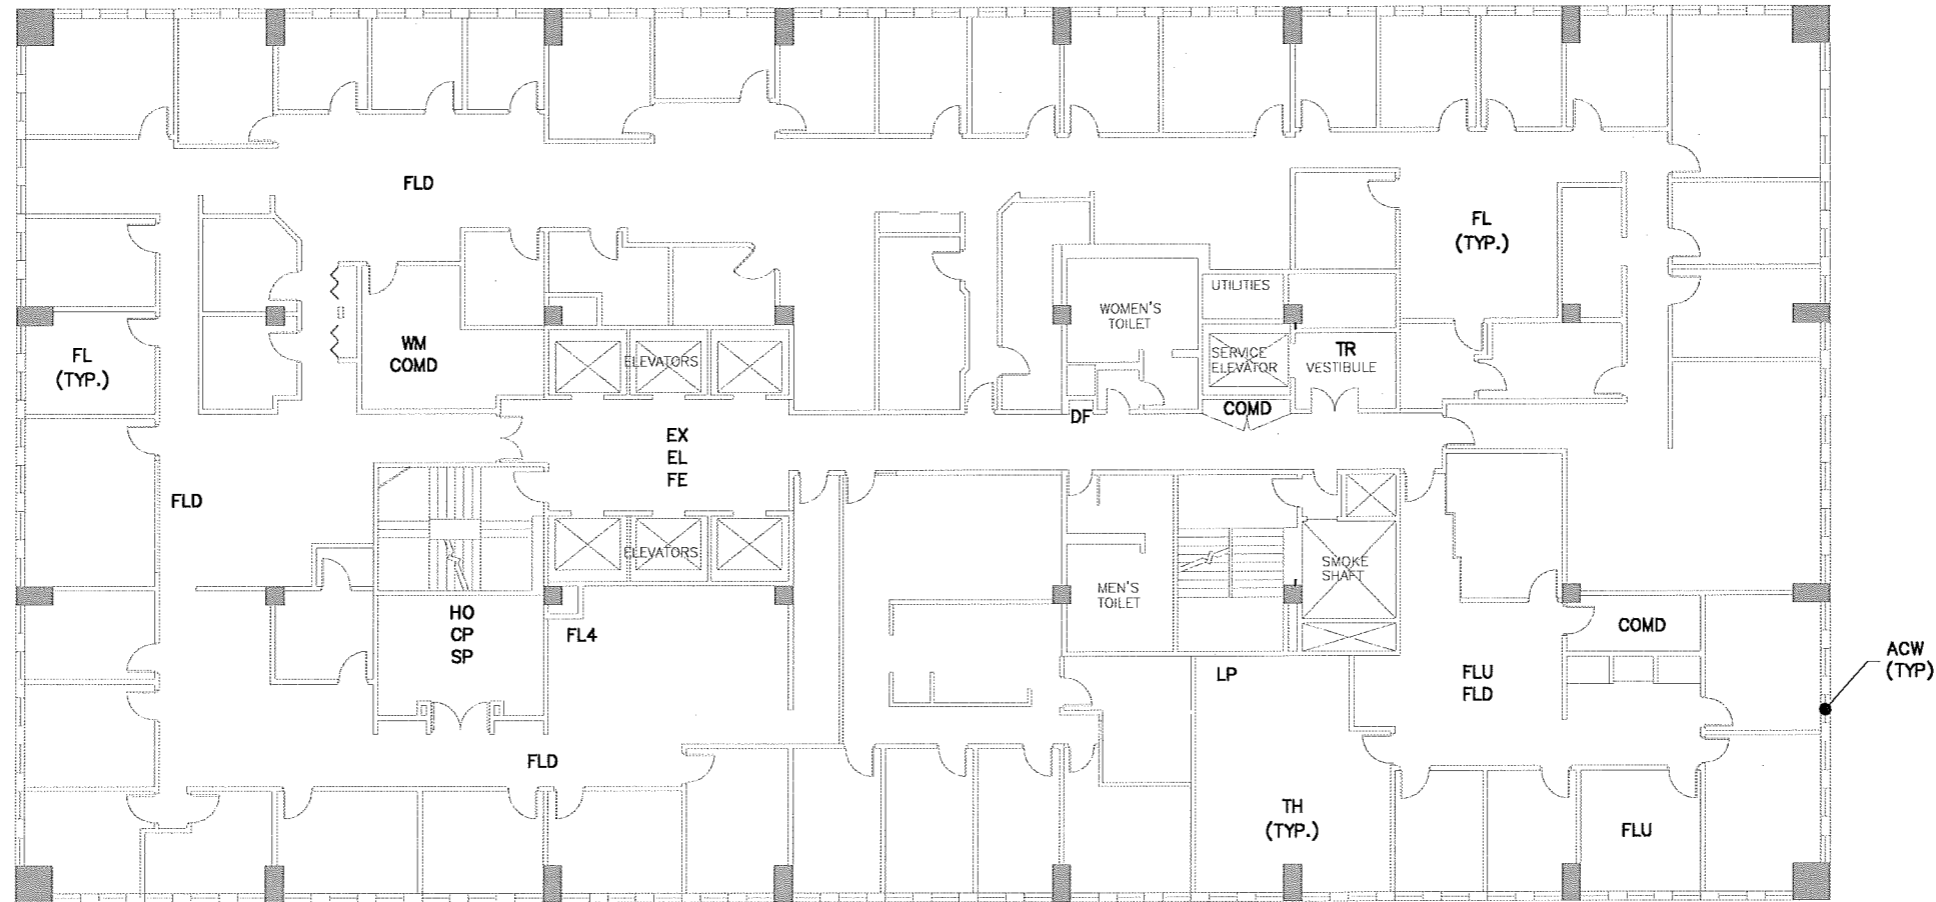 FLD
FL
(TYP.)
UTILITIES
WOMEN'S
TOILET
WM
COMD
FL
(TYP.)
ELEVATORS
SERVICE
ELEVATOR
TR
VESTIBULE
COMD
DF
EX
EL
FE
FLD
ELEVATORS
SMOKE
SHAFT
MEN'S
TOILET
HO
CP
SP
FL4
COMD
LP
FLU
FLD
ACW
(TYP)
FLD
TH
(TYP.)
FLU